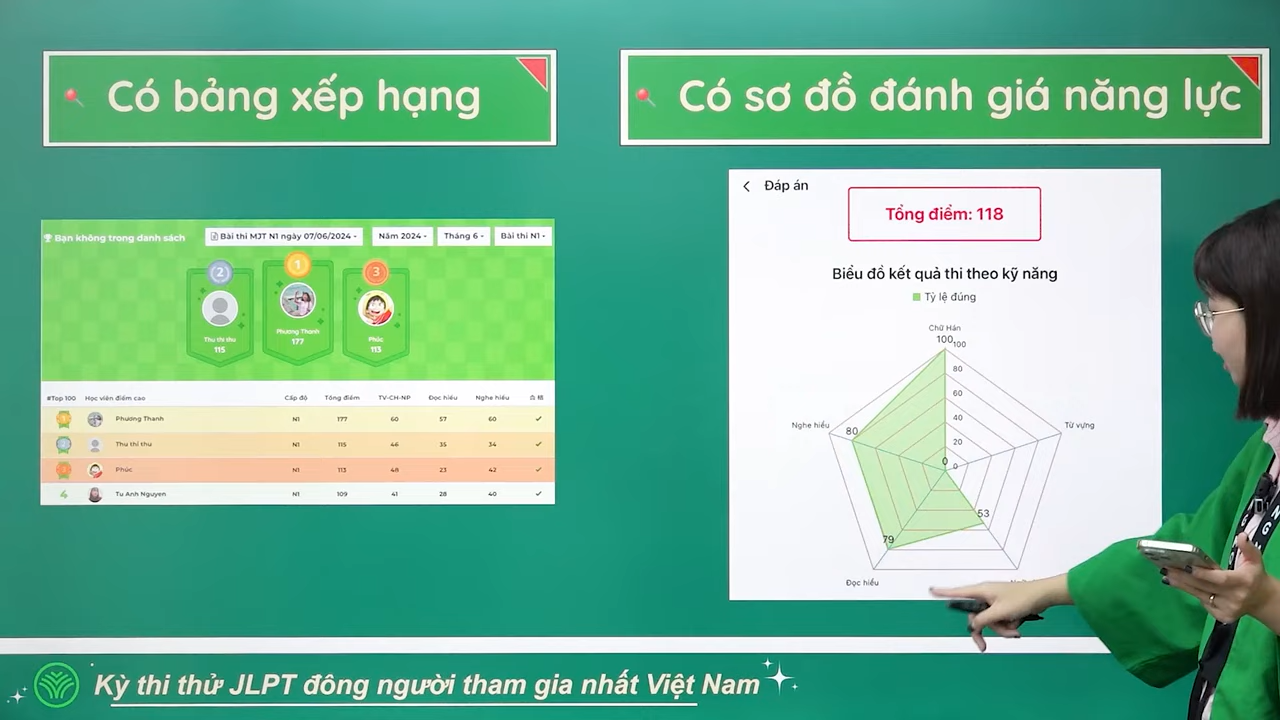 Có bảng xếp hạng
Có sơ đồ đánh giá năng lực
Bạn không trong danh sách
Bài thi MJT N1 ngày 07/06/2024
Năm 2024
Tháng 6
Bài thi N1
2
1
3
Thu thi thu
115
Phương Thanh
177
Phúc
113
#Top 100 Học viên điểm cao Cấp độ Tổng điểm TV-CH-NP Đọc hiểu Nghe hiểu 合格
1 Phương Thanh N1 177 60 57 60
2 Thu thi thu N1 115 46 35 34
3 Phúc N1 113 48 23 42
4 Tu Anh Nguyen N1 109 41 28 40
Đáp án
Tổng điểm: 118
Biểu đồ kết quả thi theo kỹ năng
Tỷ lệ đúng
Chữ Hán
100
100
80
60
40
20
0
0
Từ vựng
Nghe hiểu
80
53
79
Đọc hiểu
Kỳ thi thử JLPT đông người tham gia nhất Việt Nam